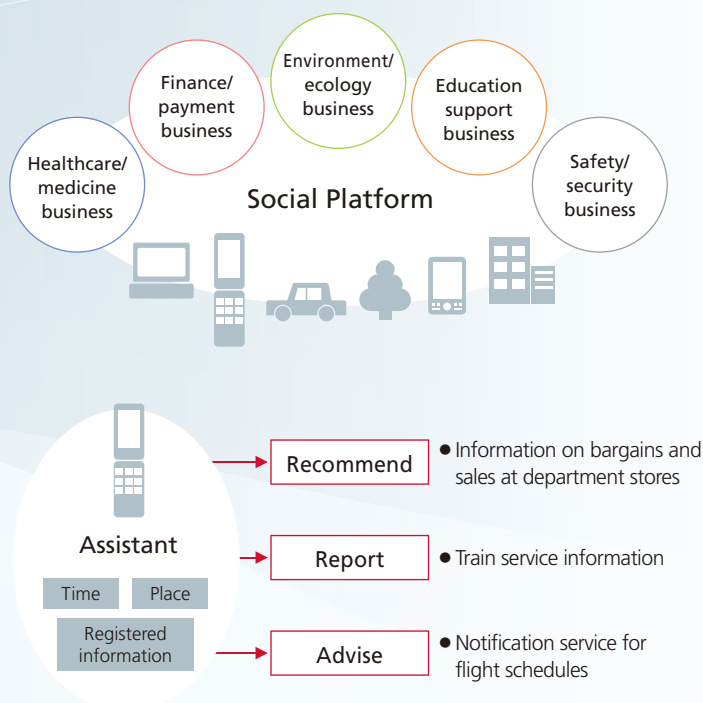 Healthcare/
medicine
business
Finance/
payment
business
Environment/
ecology
business
Education
support
business
Safety/
security
business
Social Platform
Assistant
Time
Place
Registered
information
Recommend
● Information on bargains and
sales at department stores
Report
● Train service information
Advise
● Notification service for
flight schedules